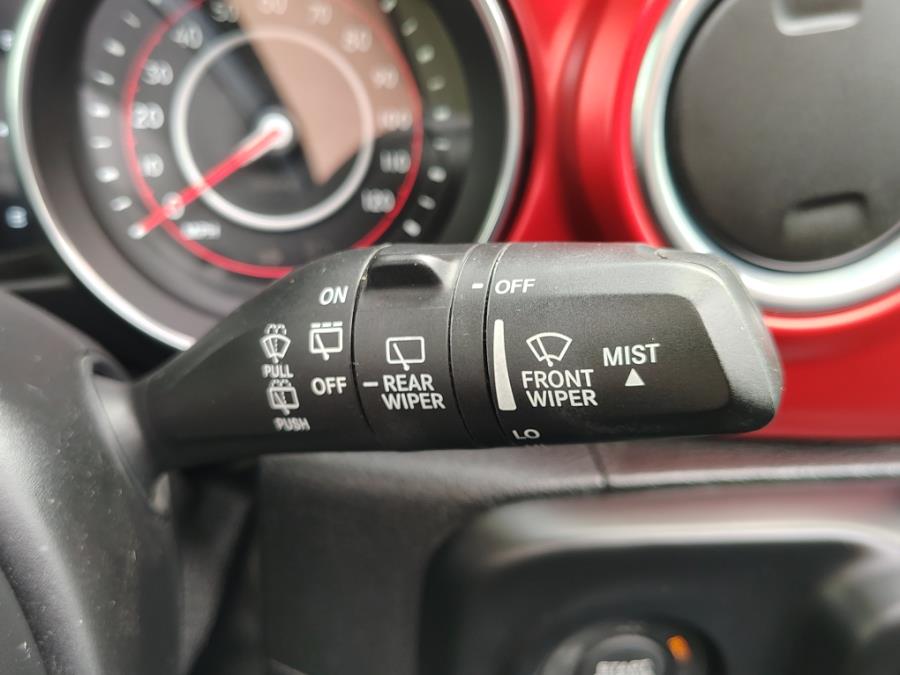 40
30
20
10
0
MPH
70
80
90
100
110
120
ON
PULL
OFF
PUSH
REAR
WIPER
OFF
FRONT
WIPER
MIST
LO